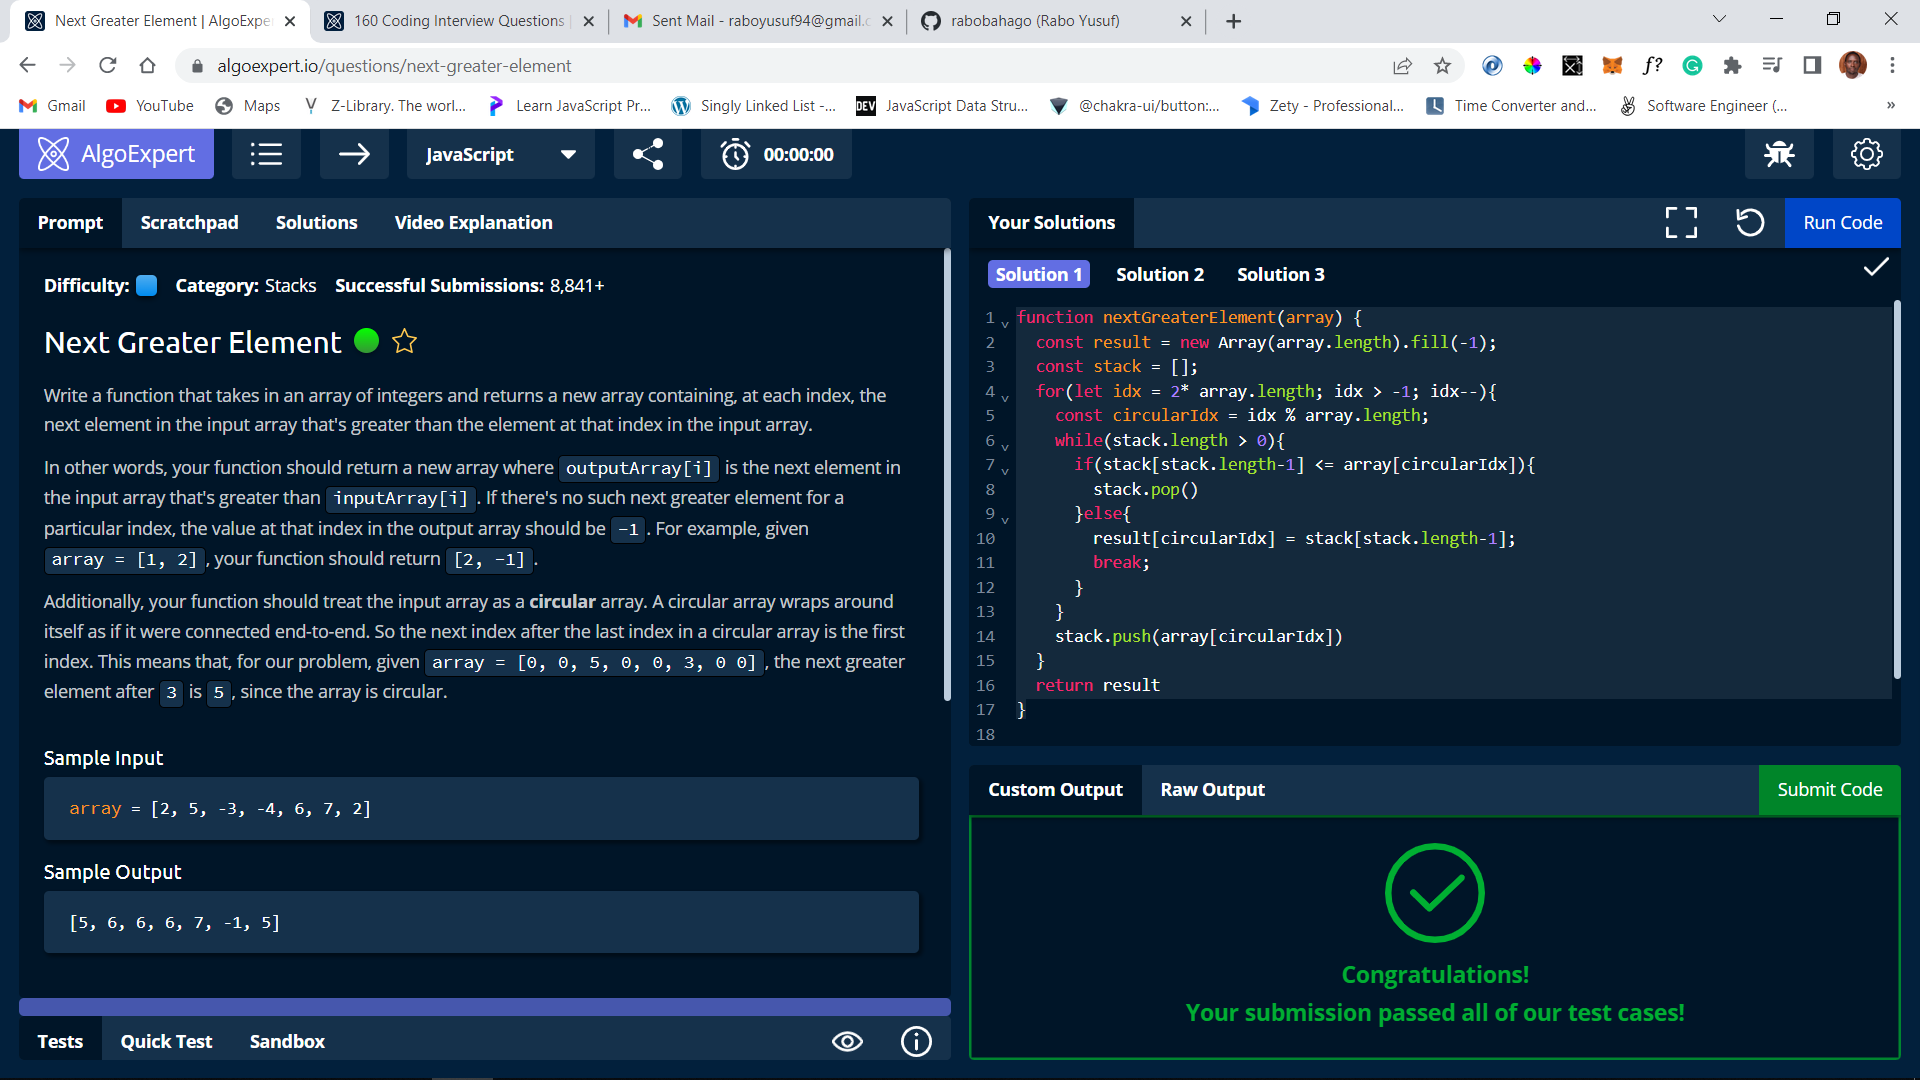 Next Greater Element | AlgoExpe
160 Coding Interview Questions
Sent Mail - raboyusuf94@gmail.c
rabobahago (Rabo Yusuf)
algoexpert.io/questions/next-greater-element
Gmail
YouTube
Maps
Z-Library. The worl...
Learn JavaScript Pr...
Singly Linked List -...
DEV
JavaScript Data Stru...
@chakra-ui/button:...
Zety - Professional...
Time Converter and...
Software Engineer (...
»
AlgoExpert
JavaScript
00:00:00
Prompt
Scratchpad
Solutions
Video Explanation
Difficulty:
Category: Stacks
Successful Submissions: 8,841+
Next Greater Element
Write a function that takes in an array of integers and returns a new array containing, at each index, the
next element in the input array that's greater than the element at that index in the input array.
In other words, your function should return a new array where outputArray[i] is the next element in
the input array that's greater than inputArray[i]. If there's no such next greater element for a
particular index, the value at that index in the output array should be -1. For example, given
array = [1, 2], your function should return [2, -1].
Additionally, your function should treat the input array as a circular array. A circular array wraps around
itself as if it were connected end-to-end. So the next index after the last index in a circular array is the first
index. This means that, for our problem, given array = [0, 0, 5, 0, 0, 3, 0 0], the next greater
element after 3 is 5, since the array is circular.
Sample Input
array = [2, 5, -3, -4, 6, 7, 2]
Sample Output
[5, 6, 6, 6, 7, -1, 5]
Tests
Quick Test
Sandbox
Your Solutions
Run Code
Solution 1
Solution 2
Solution 3
1 function nextGreaterElement(array) {
2 const result = new Array(array.length).fill(-1);
3 const stack = [];
4 for(let idx = 2* array.length; idx > -1; idx--){
5 const circularIdx = idx % array.length;
6 while(stack.length > 0){
7 if(stack[stack.length-1] <= array[circularIdx]){
8 stack.pop()
9 }else{
10 result[circularIdx] = stack[stack.length-1];
11 break;
12 }
13 }
14 stack.push(array[circularIdx])
15 }
16 return result
17 }
18
Custom Output
Raw Output
Submit Code
Congratulations!
Your submission passed all of our test cases!